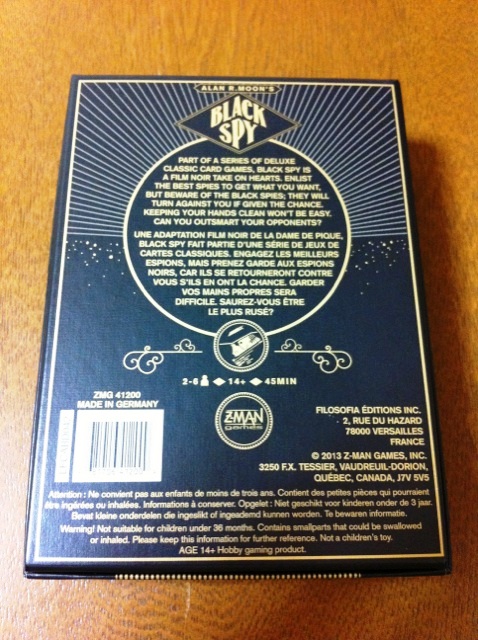 ALAN R. MOON'S
BLACK
SPY
PART OF A SERIES OF DELUXE
CLASSIC CARD GAMES, BLACK SPY IS
A FILM NOIR TAKE ON HEARTS. ENLIST
THE BEST SPIES TO GET WHAT YOU WANT,
BUT BEWARE OF THE BLACK SPIES; THEY WILL
TURN AGAINST YOU IF GIVEN THE CHANCE.
KEEPING YOUR HANDS CLEAN WON'T BE EASY.
CAN YOU OUTSMART YOUR OPPONENTS?
UNE ADAPTATION FILM NOIR DE LA DAME DE PIQUE,
BLACK SPY FAIT PARTIE D'UNE SÉRIE DE JEUX DE
CARTES CLASSIQUES. ENGAGEZ LES MEILLEURS
ESPIONS, MAIS PRENEZ GARDE AUX ESPIONS
NOIRS, CAR ILS SE RETOURNERONT CONTRE
VOUS S'ILS EN ONT LA CHANCE. GARDER
VOS MAINS PROPRES SERA
DIFFICILE. SAUREZ-VOUS ÊTRE
LE PLUS RUSÉ?
2-6 14+ 45MIN
ZMG 41200
MADE IN GERMANY
Z-MAN
games
FILOSOFIA ÉDITIONS INC.
2, RUE DU HAZARD
78000 VERSAILLES
FRANCE
© 2013 Z-MAN GAMES, INC.
3250 F.X. TESSIER, VAUDREUIL-DORION,
QUÉBEC, CANADA, J7V 5V5
Attention : Ne convient pas aux enfants de moins de trois ans. Contient des petites pièces qui pourraient
être ingérées ou inhalées. Informations à conserver. Opgelet : Niet geschikt voor kinderen onder de 3 jaar.
Bevat kleine onderdelen die ingeslikt of ingeademd kunnen worden. Te bewaren informatie.
Warning! Not suitable for children under 36 months. Contains smallparts that could be swallowed
or inhaled. Please keep this information for further reference. Not a children's toy.
AGE 14+ Hobby gaming product.